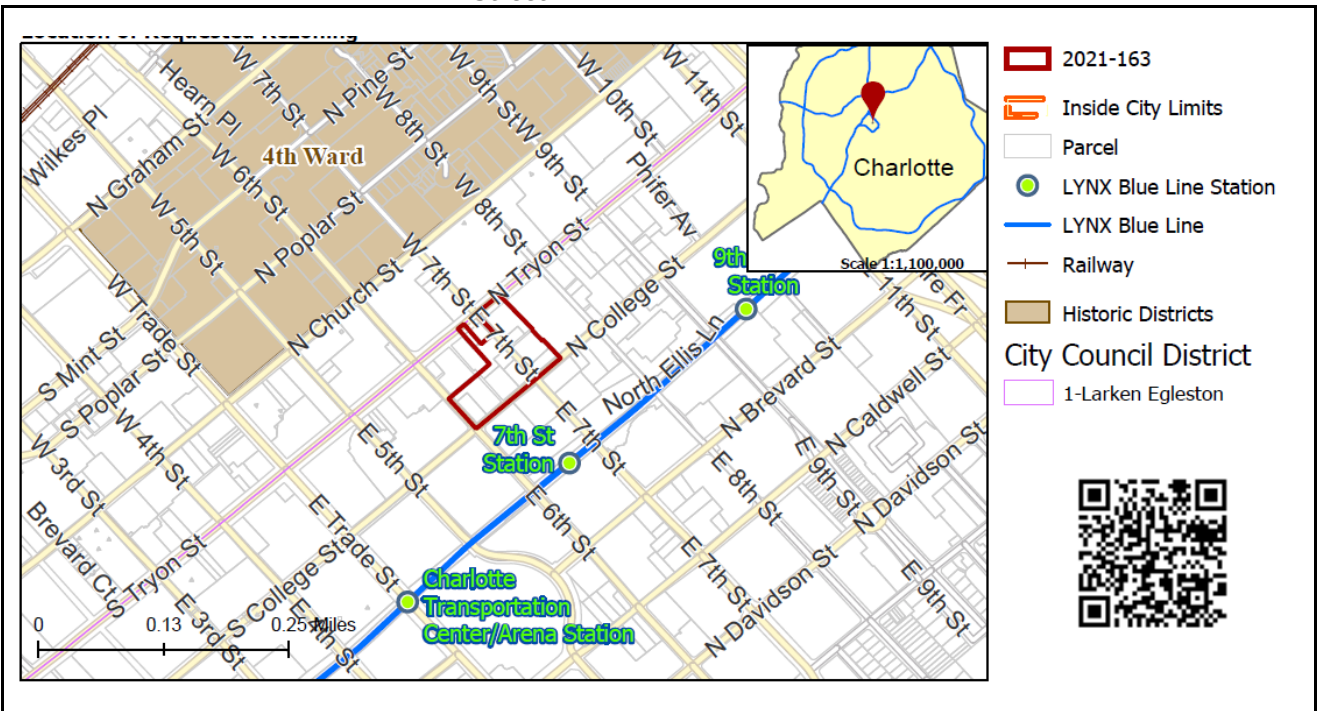 Location of Requested Rezoning
Hearn Pl
W 7th St
N Pine St
W 8th St
W 9th St
W 9th St
W 10th St
W 11th St
Wilkes Pl
N Graham St
W 6th St
4th Ward
W 5th St
N Poplar St
W 8th St
Phifer Av
W Trade St
N Church St
W 7th St
N Tryon St
E 7th St
N College St
9th
Station
11th St
Charlotte
Scale 1:1,100,000
S Mint St
S Poplar St
W 4th St
W 3rd St
E 5th St
7th St
Station
E 7th St
North Ellis Ln
N Brevard St
N Caldwell St
E 8th St
E 9th St
N Davidson St
Brevard Ct
S Tryon St
E Trade St
S College St
E 6th St
Charlotte
Transportation
Center/Arena Station
E 7th St
N Davidson St
E 9th St
E 3rd St
E 4th St
0 0.13 0.25 Miles
2021-163
Inside City Limits
Parcel
LYNX Blue Line Station
LYNX Blue Line
Railway
Historic Districts
City Council District
1-Larken Egleston